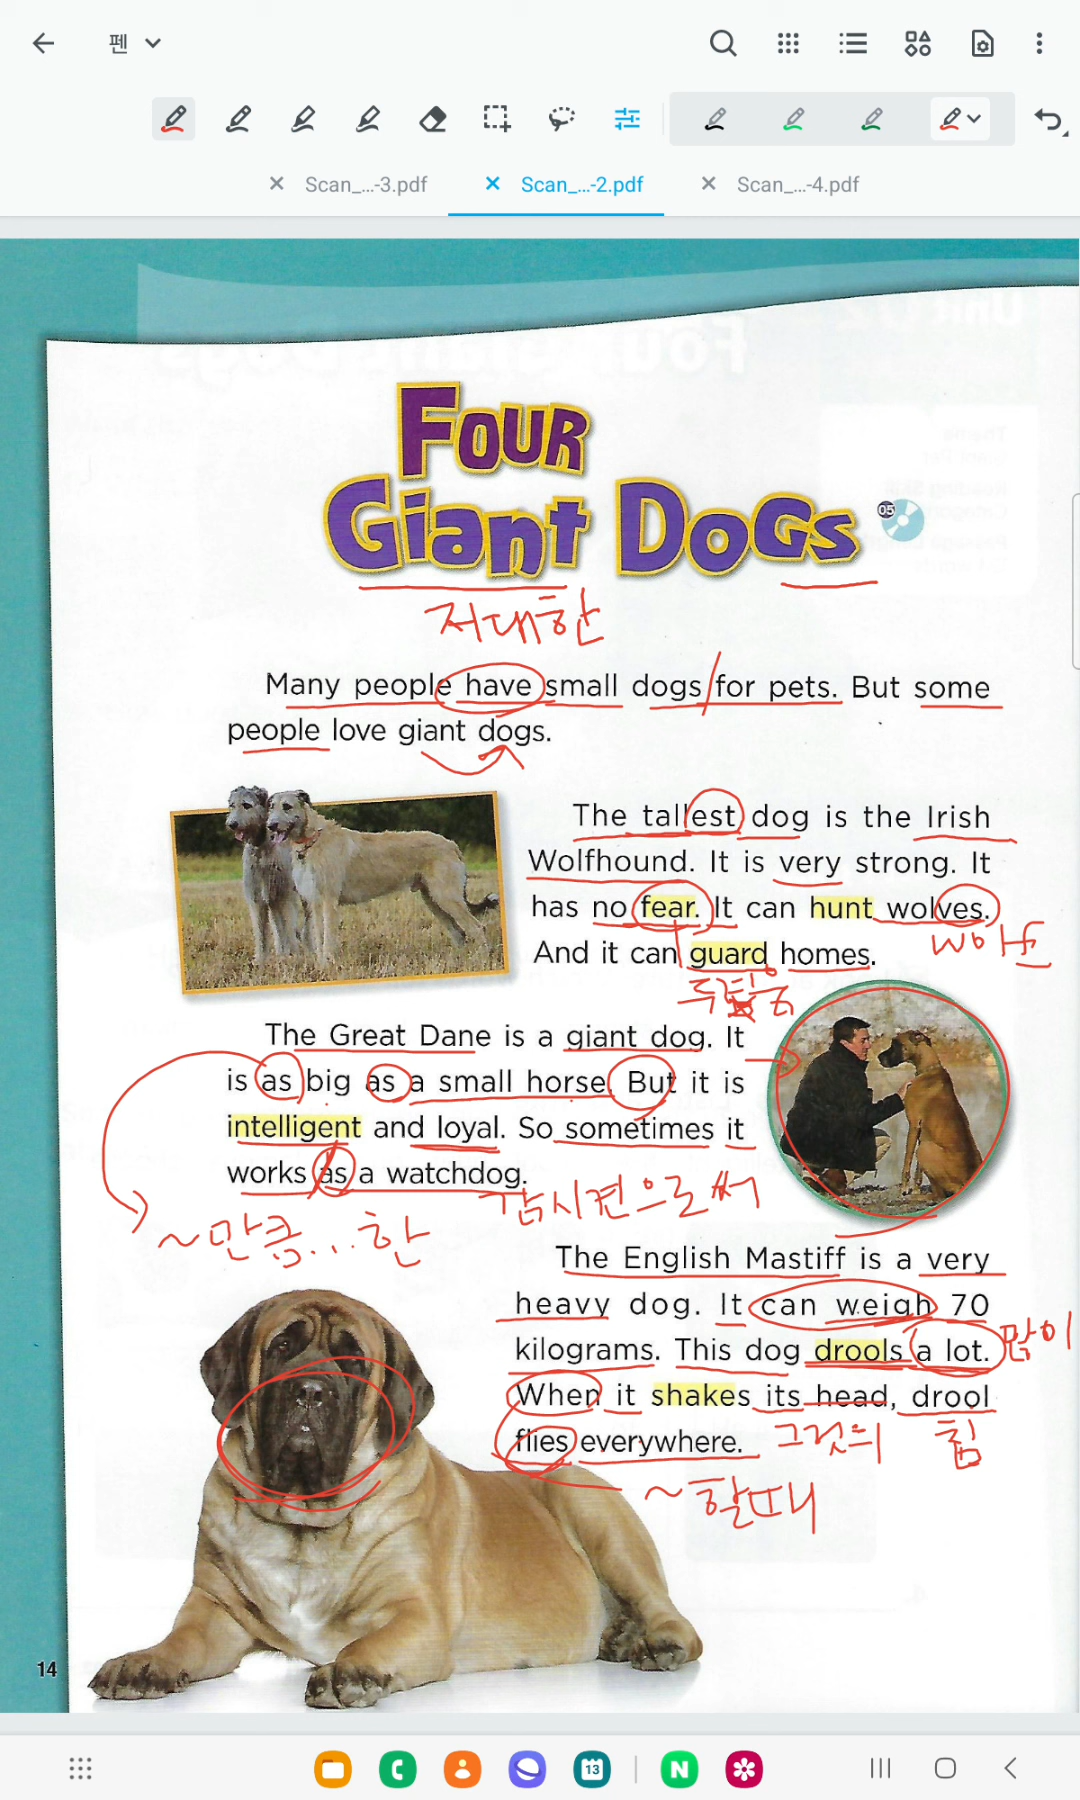 펜
Scan_...-3.pdf
Scan_...-2.pdf
Scan_...-4.pdf
FOUR
GIANT DOGS
05
거대한
Many people have small dogs for pets. But some
people love giant dogs.
The tallest dog is the Irish
Wolfhound. It is very strong. It
has no fear. It can hunt wolves.
And it can guard homes.
The Great Dane is a giant dog. It
is as big as a small horse. But it is
intelligent and loyal. So sometimes it
works as a watchdog.
감시견으로써
~만큼...한
The English Mastiff is a very
heavy dog. It can weigh 70
kilograms. This dog drools a lot.
많이
When it shakes its head, drool
flies everywhere.
그것의
침
~할때
14
13
N